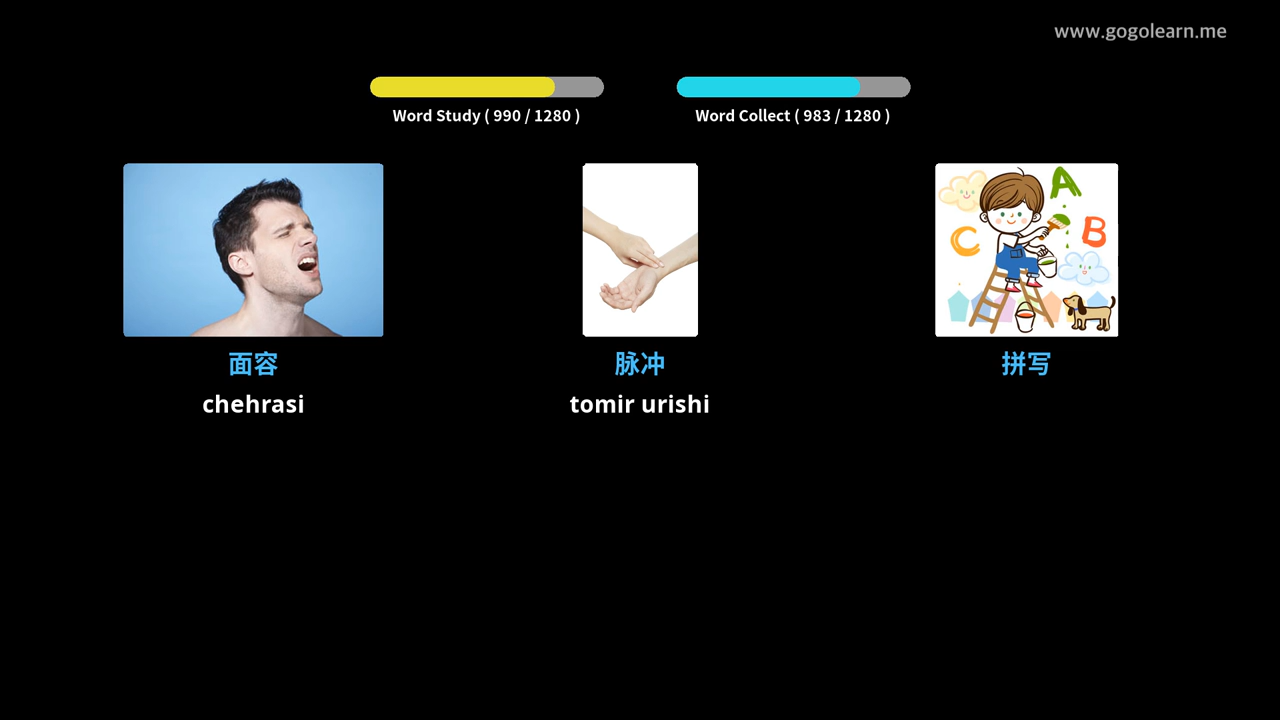 www.gogolearn.me
Word Study ( 990 / 1280 )
Word Collect ( 983 / 1280 )
A
B
C
面容
脉冲
拼写
chehrasi
tomir urishi